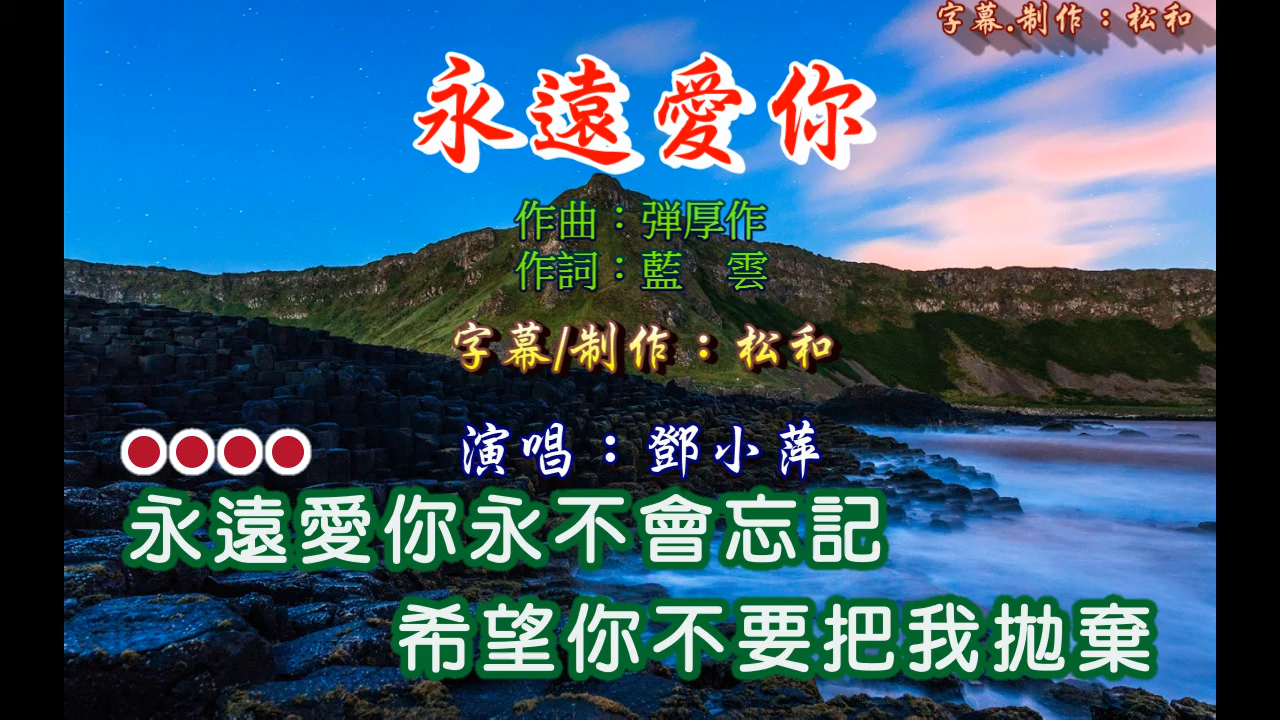 字幕.制作：松和
永遠愛你
作曲：弾厚作
作詞：藍　雲
字幕/制作：松和
演唱：鄧小萍
永遠愛你永不會忘記
希望你不要把我拋棄